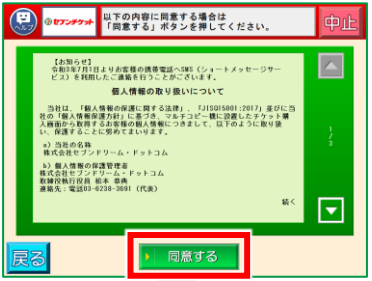 ヘルプ
セブンチケット
以下の内容に同意する場合は
「同意する」ボタンを押してください。
中止
【お知らせ】
令和3年7月1日よりお客様の携帯電話へSMS（ショートメッセージサー
ビス）を利用したご連絡を行うことがございます。
個人情報の取り扱いについて
当社は、「個人情報の保護に関する法律」、「JISQ15001:2017」並びに当
社の「個人情報保護方針」に基づき、マルチコピー機に設置したチケット購
入画面から取得するお客様の個人情報につきまして、以下のように取り扱
い、保護することに努めてまいります。
a) 当社の名称
株式会社セブンドリーム・ドットコム
b) 個人情報の保護管理者
株式会社セブンドリーム・ドットコム
取締役執行役員 松本 泰典
連絡先：電話03-6238-3691（代表）
続く
1/3
戻る
同意する